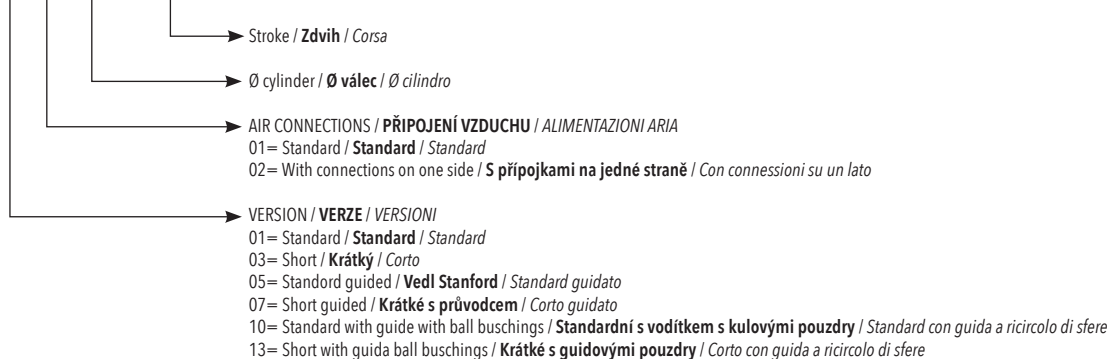 Stroke / Zdvih / Corsa
Ø cylinder / Ø válec / Ø cilindro
AIR CONNECTIONS / PŘIPOJENÍ VZDUCHU / ALIMENTAZIONI ARIA
01= Standard / Standard / Standard
02= With connections on one side / S přípojkami na jedné straně / Con connessioni su un lato
VERSION / VERZE / VERSIONI
01= Standard / Standard / Standard
03= Short / Krátký / Corto
05= Standord guided / Vedl Stanford / Standard guidato
07= Short guided / Krátké s průvodcem / Corto guidato
10= Standard with guide with ball buschings / Standardní s vodítkem s kulovými pouzdry / Standard con guida a ricircolo di sfere
13= Short with guida ball buschings / Krátké s guidovými pouzdry / Corto con guida a ricircolo di sfere